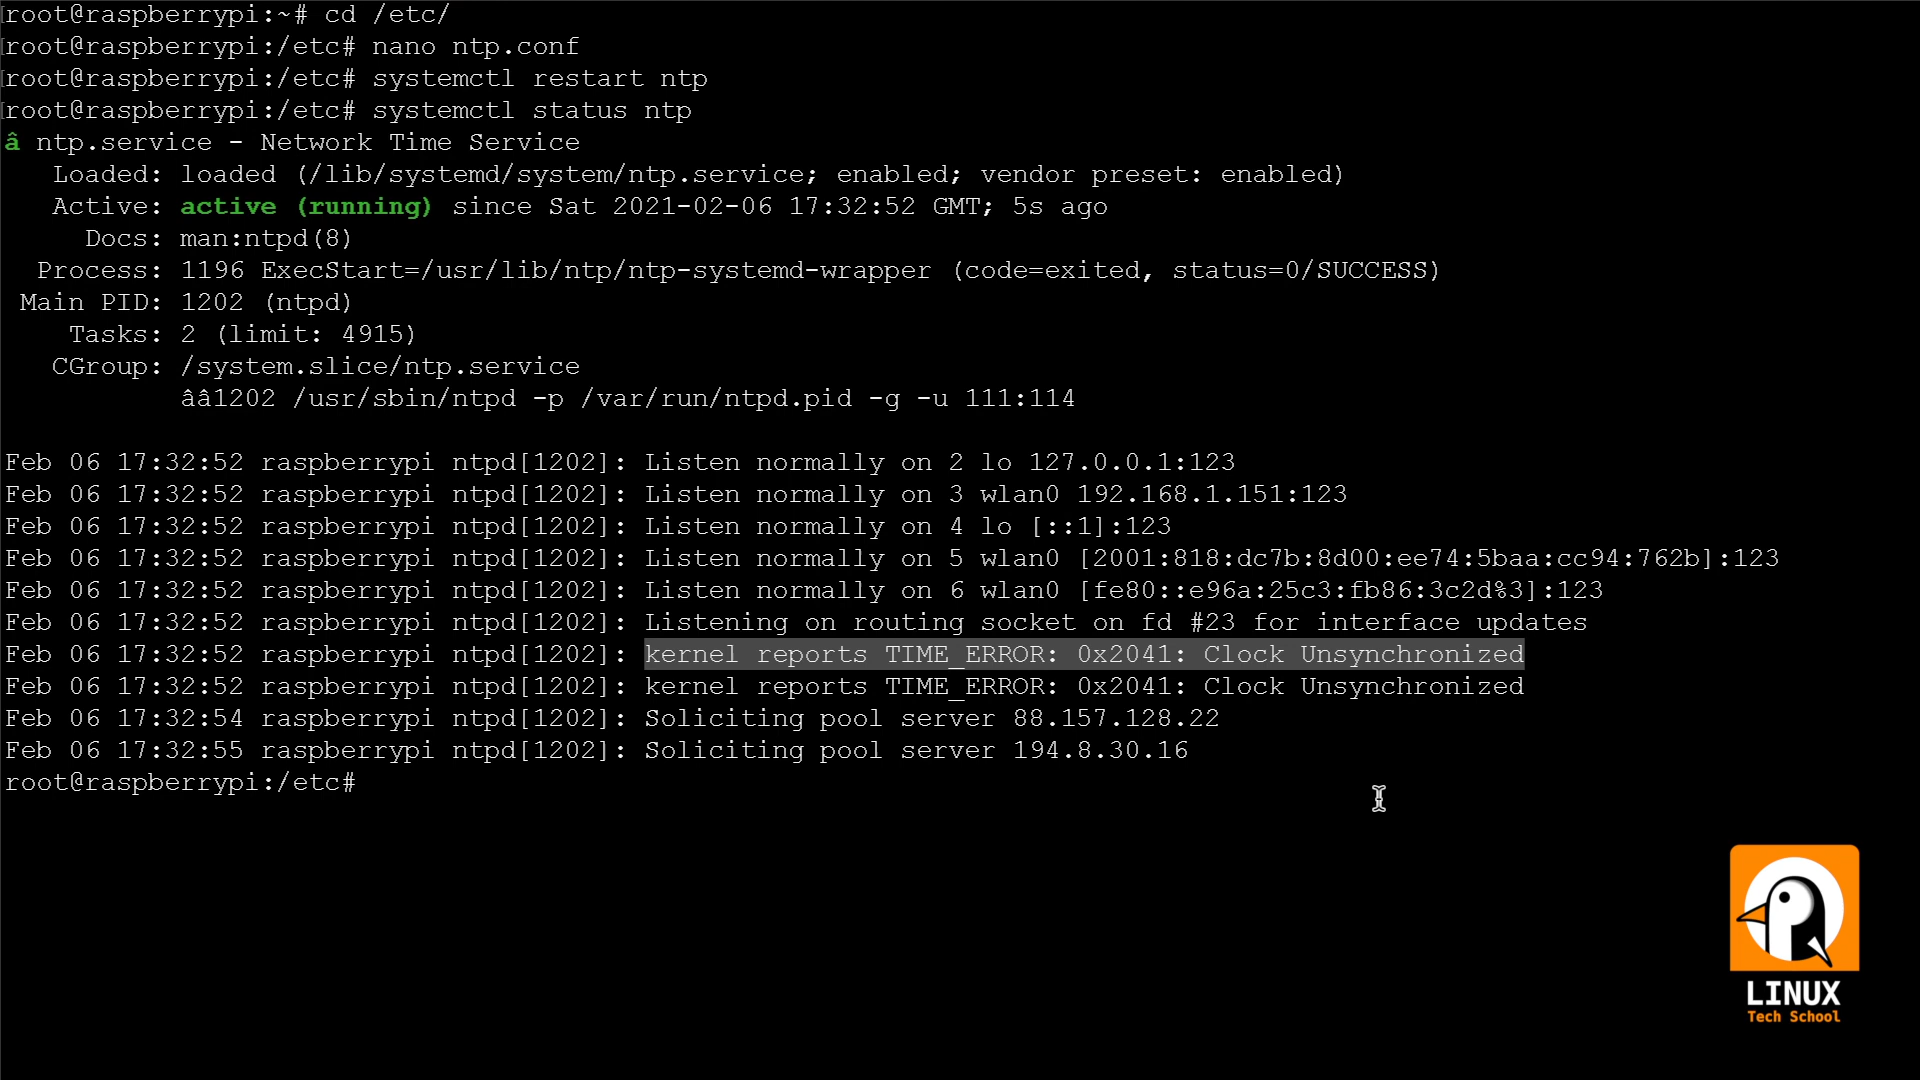 root@raspberrypi:~# cd /etc/
root@raspberrypi:/etc# nano ntp.conf
root@raspberrypi:/etc# systemctl restart ntp
root@raspberrypi:/etc# systemctl status ntp
â ntp.service - Network Time Service
   Loaded: loaded (/lib/systemd/system/ntp.service; enabled; vendor preset: enabled)
   Active: active (running) since Sat 2021-02-06 17:32:52 GMT; 5s ago
     Docs: man:ntpd(8)
  Process: 1196 ExecStart=/usr/lib/ntp/ntp-systemd-wrapper (code=exited, status=0/SUCCESS)
 Main PID: 1202 (ntpd)
    Tasks: 2 (limit: 4915)
   CGroup: /system.slice/ntp.service
           ââ1202 /usr/sbin/ntpd -p /var/run/ntpd.pid -g -u 111:114
Feb 06 17:32:52 raspberrypi ntpd[1202]: Listen normally on 2 lo 127.0.0.1:123
Feb 06 17:32:52 raspberrypi ntpd[1202]: Listen normally on 3 wlan0 192.168.1.151:123
Feb 06 17:32:52 raspberrypi ntpd[1202]: Listen normally on 4 lo [::1]:123
Feb 06 17:32:52 raspberrypi ntpd[1202]: Listen normally on 5 wlan0 [2001:818:dc7b:8d00:ee74:5baa:cc94:762b]:123
Feb 06 17:32:52 raspberrypi ntpd[1202]: Listen normally on 6 wlan0 [fe80::e96a:25c3:fb86:3c2d%3]:123
Feb 06 17:32:52 raspberrypi ntpd[1202]: Listening on routing socket on fd #23 for interface updates
Feb 06 17:32:52 raspberrypi ntpd[1202]: kernel reports TIME_ERROR: 0x2041: Clock Unsynchronized
Feb 06 17:32:52 raspberrypi ntpd[1202]: kernel reports TIME_ERROR: 0x2041: Clock Unsynchronized
Feb 06 17:32:54 raspberrypi ntpd[1202]: Soliciting pool server 88.157.128.22
Feb 06 17:32:55 raspberrypi ntpd[1202]: Soliciting pool server 194.8.30.16
root@raspberrypi:/etc#
LINUX
Tech School